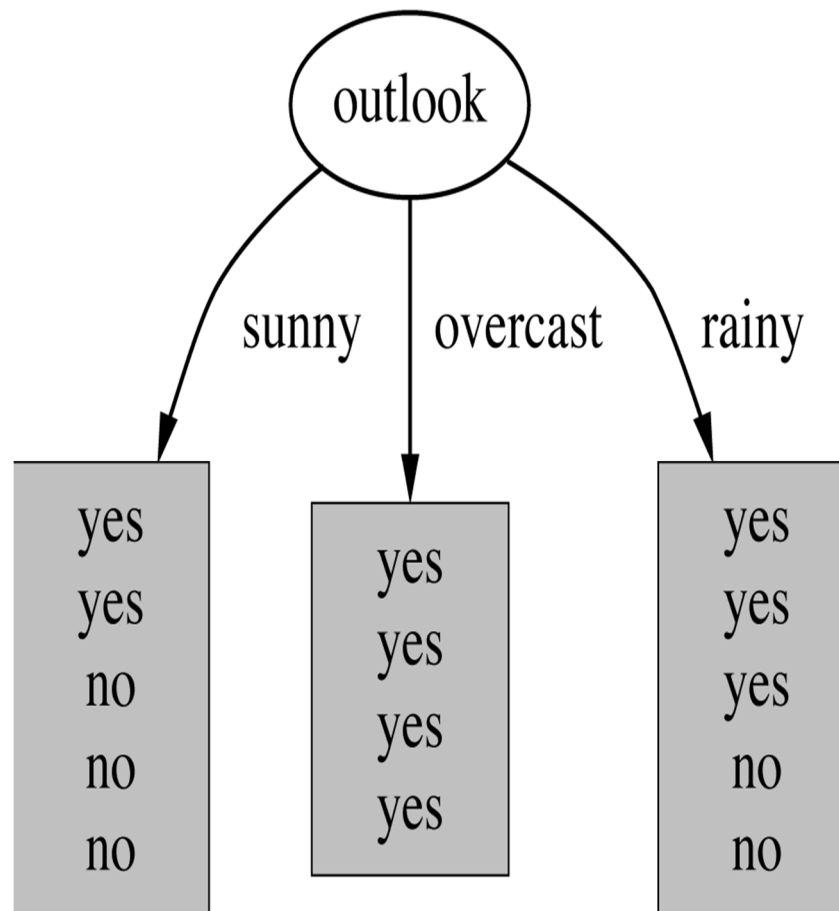 outlook
sunny overcast rainy
yes
yes
no
no
no
yes
yes
yes
yes
yes
yes
yes
no
no